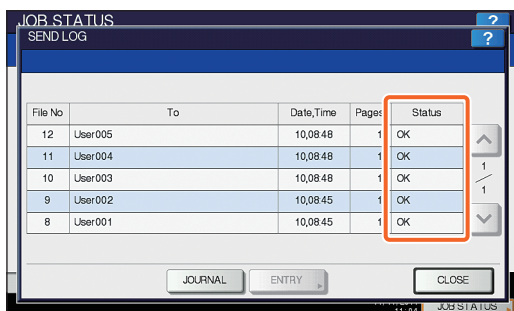 JOB STATUS ?
SEND LOG ?
File No To Date,Time Pages Status
12 User005 10,08:48 1 OK
11 User004 10,08:48 1 OK
10 User003 10,08:48 1 OK
9 User002 10,08:45 1 OK
8 User001 10,08:45 1 OK
1
1
JOURNAL ENTRY CLOSE
JOB STATUS